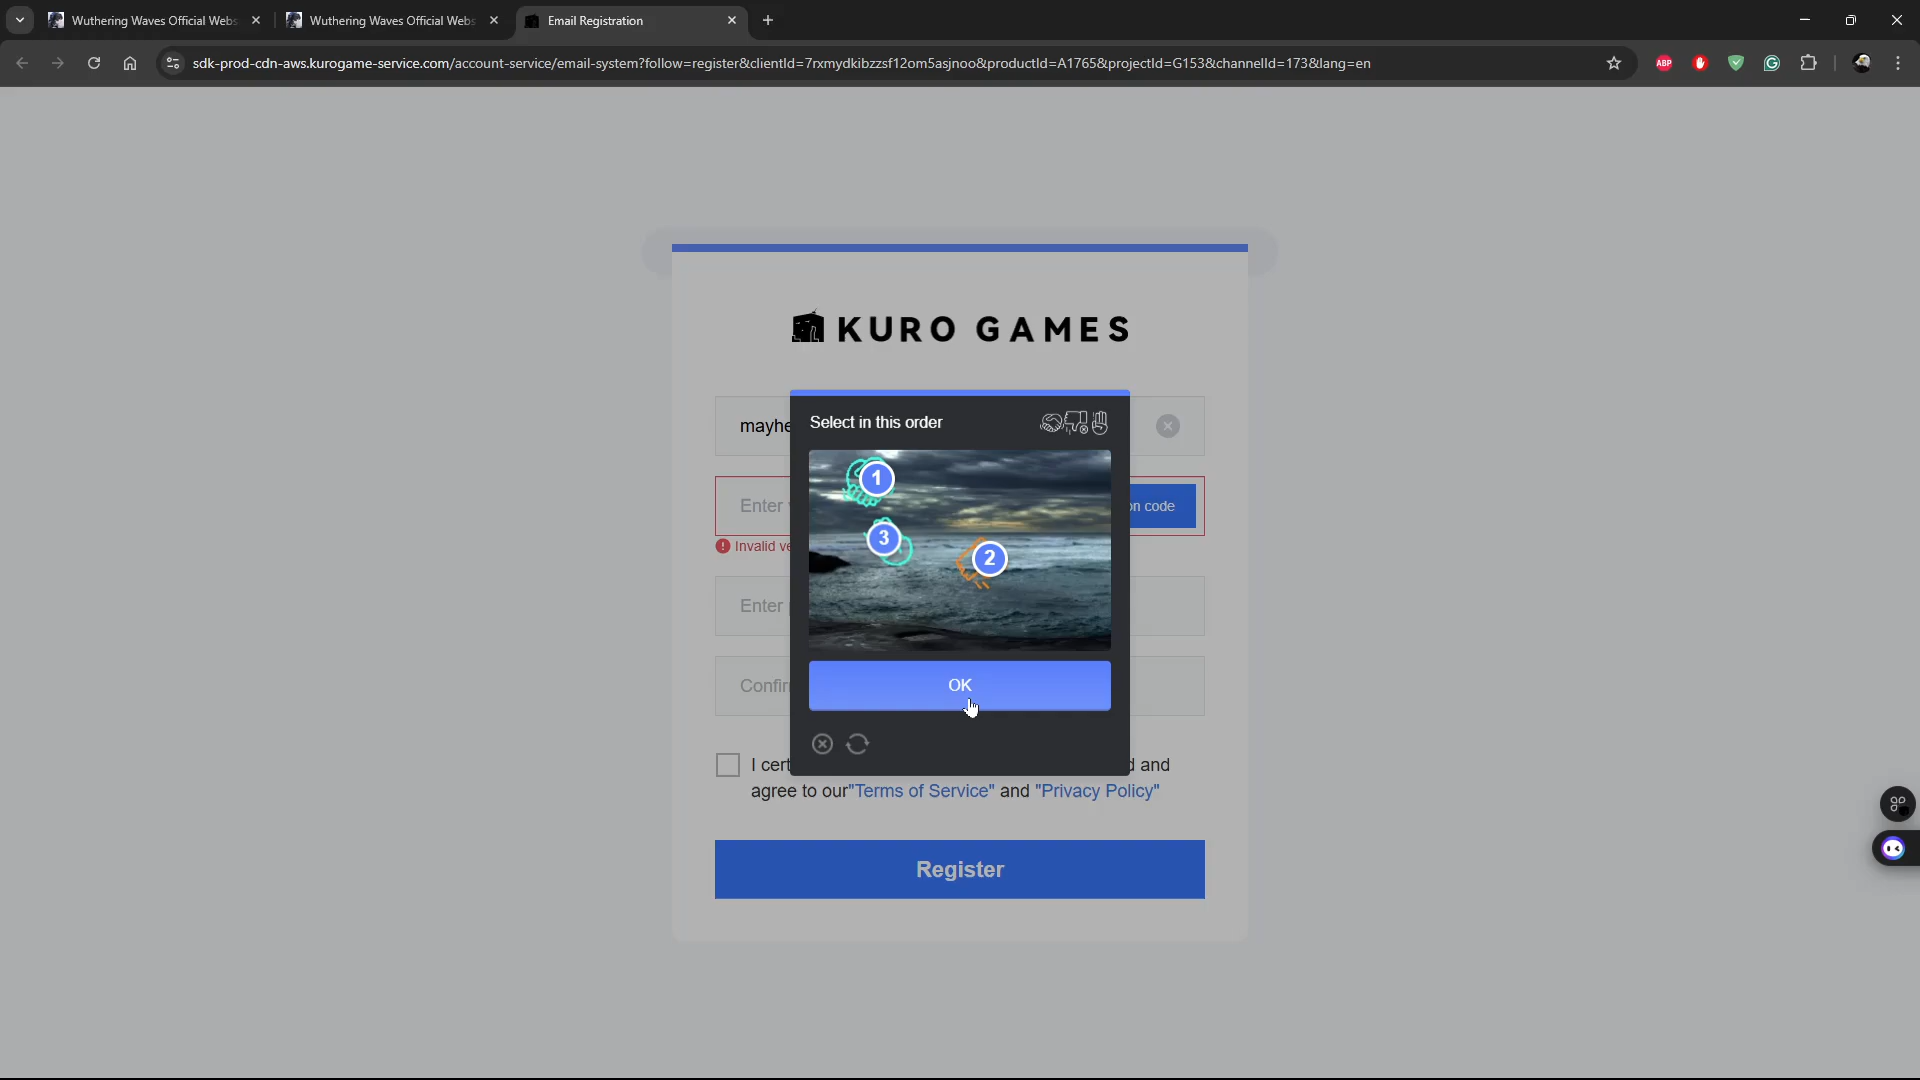 Wuthering Waves Official Webs
Wuthering Waves Official Webs
Email Registration
sdk-prod-cdn-aws.kurogame-service.com/account-service/email-system?follow=register&clientId=7rxmydkibzzsf12om5asjnoo&productId=A1765&projectId=G153&channelId=173&lang=en
ABP
KURO GAMES
mayhe
Select in this order
1
Enter
on code
3
Invalid ve
2
Enter
Confir
OK
I cert
d and
agree to our"Terms of Service" and "Privacy Policy"
Register